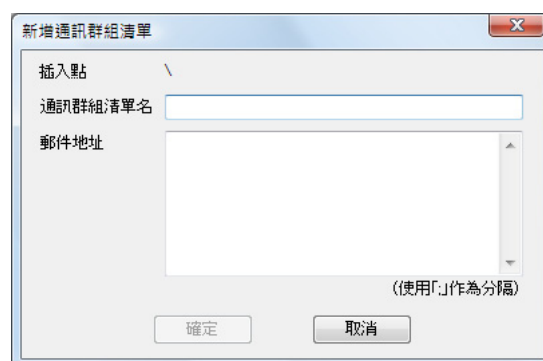 新增通訊群組清單
插入點 \
通訊群組清單名
郵件地址
(使用「;」作為分隔)
確定 取消